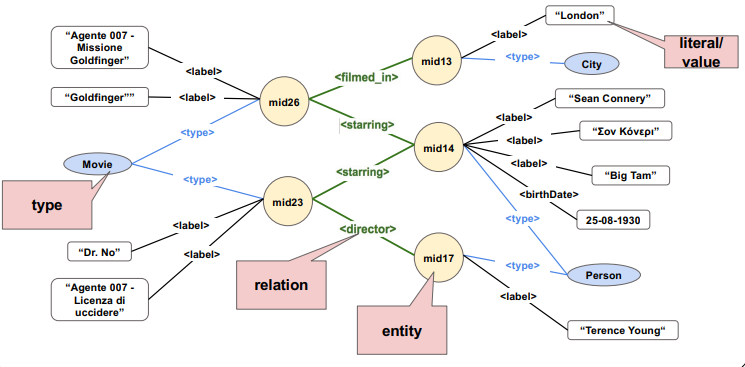 “Agente 007 -
Missione
Goldfinger”
<label>
“Goldfinger””
<label>
<type>
mid26
<filmed_in>
mid13
<label>
“London”
<type>
City
literal/
value
<starring>
mid14
<label>
“Sean Connery”
<label>
“Σον Κόνερι”
<label>
“Big Tam”
<birthDate>
25-08-1930
<type>
Movie
type
<type>
mid23
<starring>
<label>
“Dr. No”
<label>
“Agente 007 -
Licenza di
uccidere”
<director>
relation
mid17
entity
<type>
Person
<label>
“Terence Young“